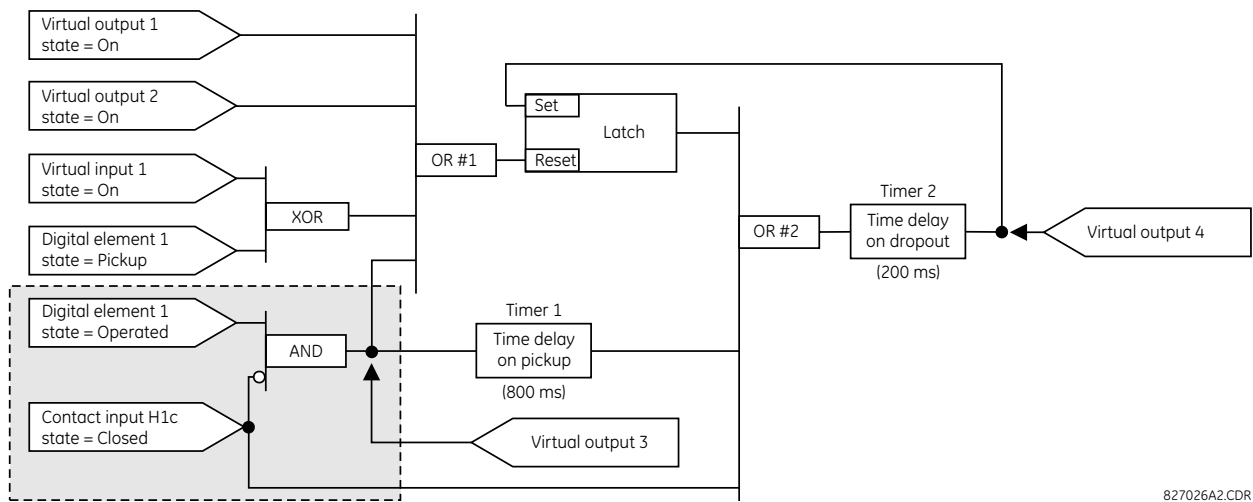 Virtual output 1
state = On
Virtual output 2
state = On
Virtual input 1
state = On
Digital element 1
state = Pickup
Digital element 1
state = Operated
Contact input H1c
state = Closed
XOR
AND
OR #1
Set
Latch
Reset
Timer 1
Time delay
on pickup
(800 ms)
Virtual output 3
OR #2
Timer 2
Time delay
on dropout
(200 ms)
Virtual output 4
827026A2.CDR